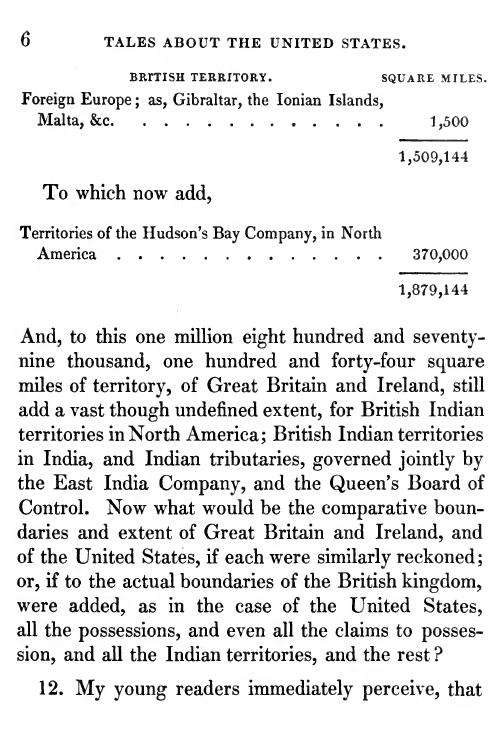 6 TALES ABOUT THE UNITED STATES.
BRITISH TERRITORY. SQUARE MILES.
Foreign Europe; as, Gibraltar, the Ionian Islands,
Malta, &c. . . . . . . . . . . . . 1,500
1,509,144
To which now add,
Territories of the Hudson's Bay Company, in North
America . . . . . . . . . . . . . 370,000
1,879,144
And, to this one million eight hundred and seventy-
nine thousand, one hundred and forty-four square
miles of territory, of Great Britain and Ireland, still
add a vast though undefined extent, for British Indian
territories in North America; British Indian territories
in India, and Indian tributaries, governed jointly by
the East India Company, and the Queen's Board of
Control. Now what would be the comparative boun-
daries and extent of Great Britain and Ireland, and
of the United States, if each were similarly reckoned;
or, if to the actual boundaries of the British kingdom,
were added, as in the case of the United States,
all the possessions, and even all the claims to posses-
sion, and all the Indian territories, and the rest?
12. My young readers immediately perceive, that